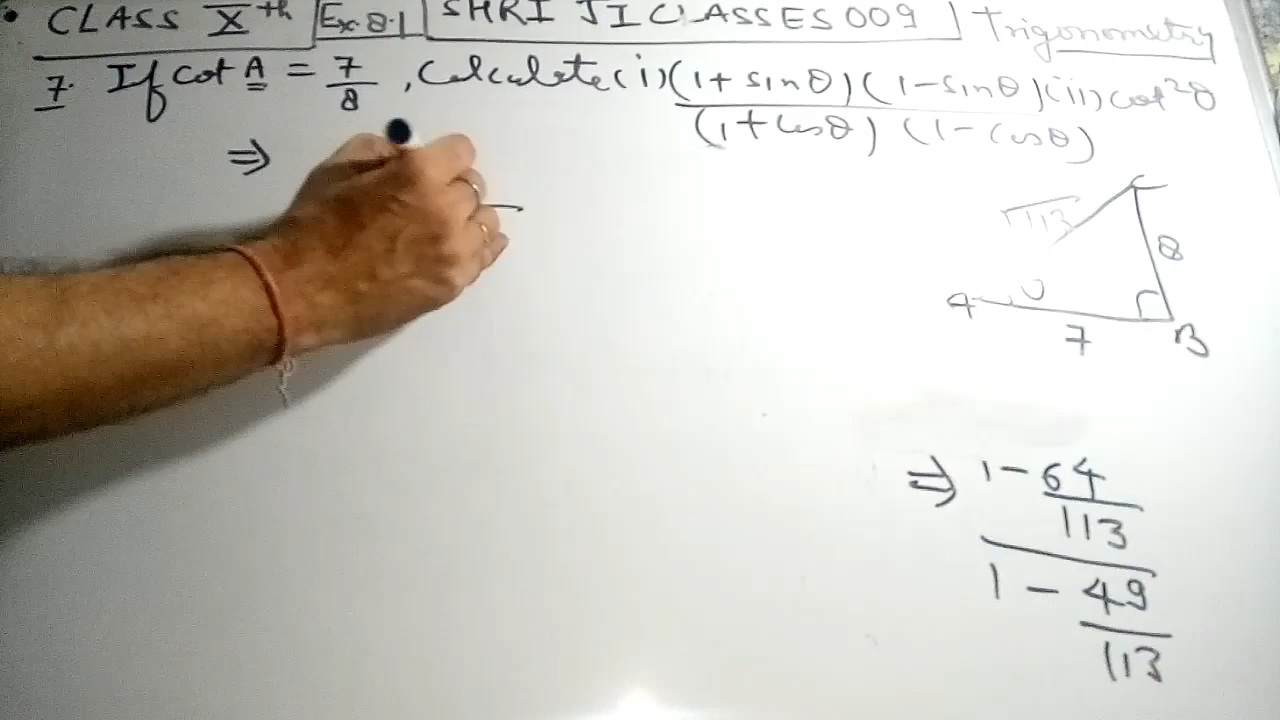 • CLASS Xth Ex 8.1 SHRI JI CLASSES 009 Trigonometry
7. If cot A = 7/8, Calculate (i) (1 + sinθ) (1 - sinθ) (ii) cot²θ
(1 + cosθ) (1 - cosθ)
⇒
C
√113
8
A
7
B
⇒ 1 - 64
113
1 - 49
113